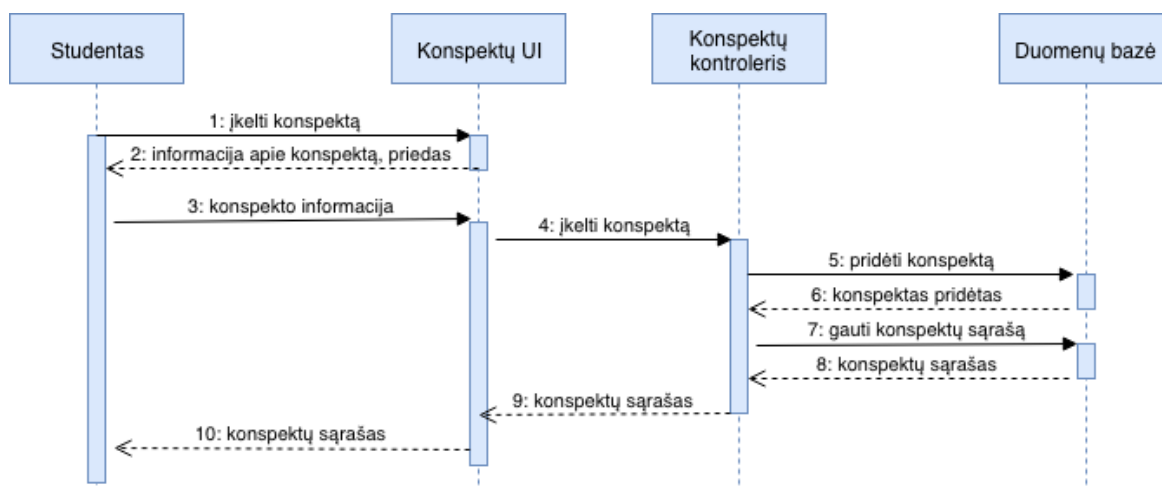 Studentas
Konspektų UI
Konspektų
kontroleris
Duomenų bazė
1: įkelti konspektą
2: informacija apie konspektą, priedas
3: konspekto informacija
4: įkelti konspektą
5: pridėti konspektą
6: konspektas pridėtas
7: gauti konspektų sąrašą
8: konspektų sąrašas
9: konspektų sąrašas
10: konspektų sąrašas